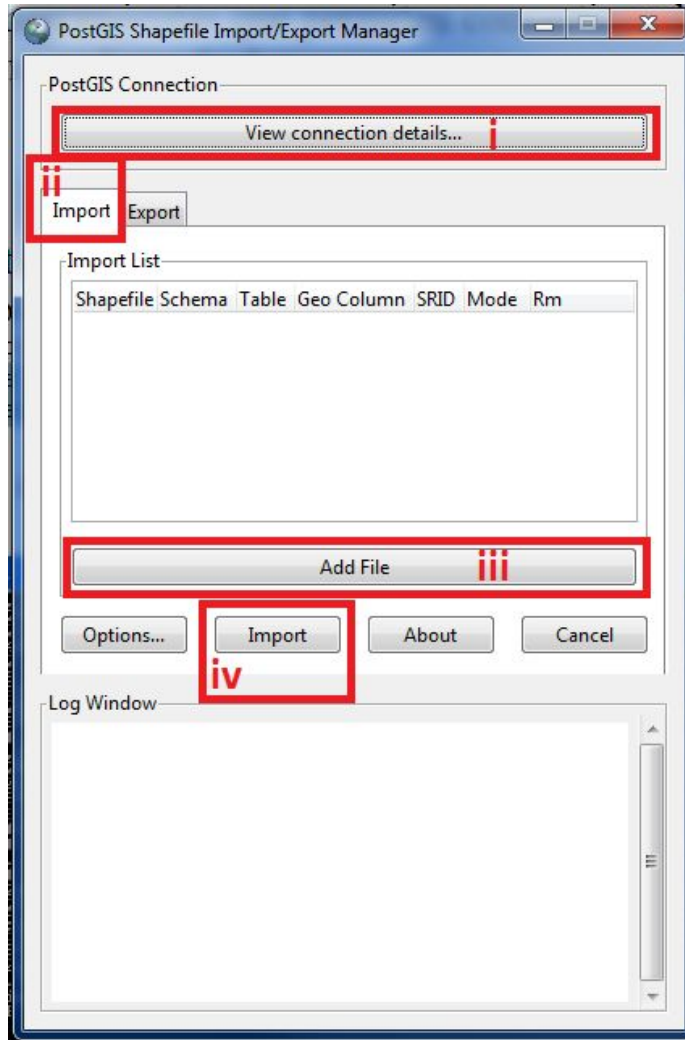 PostGIS Shapefile Import/Export Manager
PostGIS Connection
View connection details... i
ii
Import Export
Import List
Shapefile Schema Table Geo Column SRID Mode Rm
Add File iii
Options... Import About Cancel
iv
Log Window